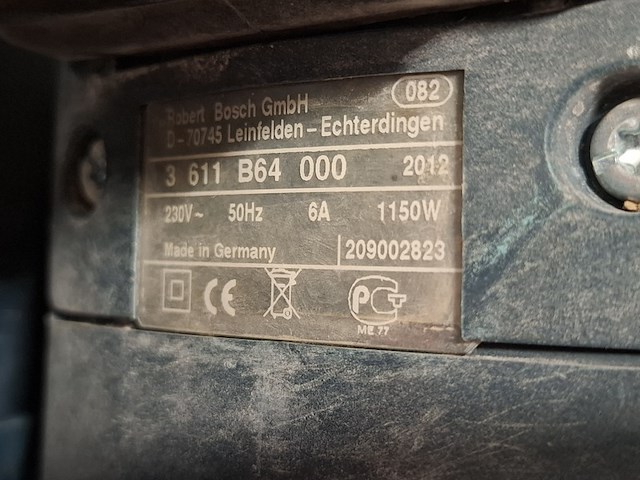 082
Robert Bosch GmbH
D-70745 Leinfelden-Echterdingen
3 611 B64 000 2012
230V~ 50Hz 6A 1150W
Made in Germany 209002823
CE PCT
ME 77